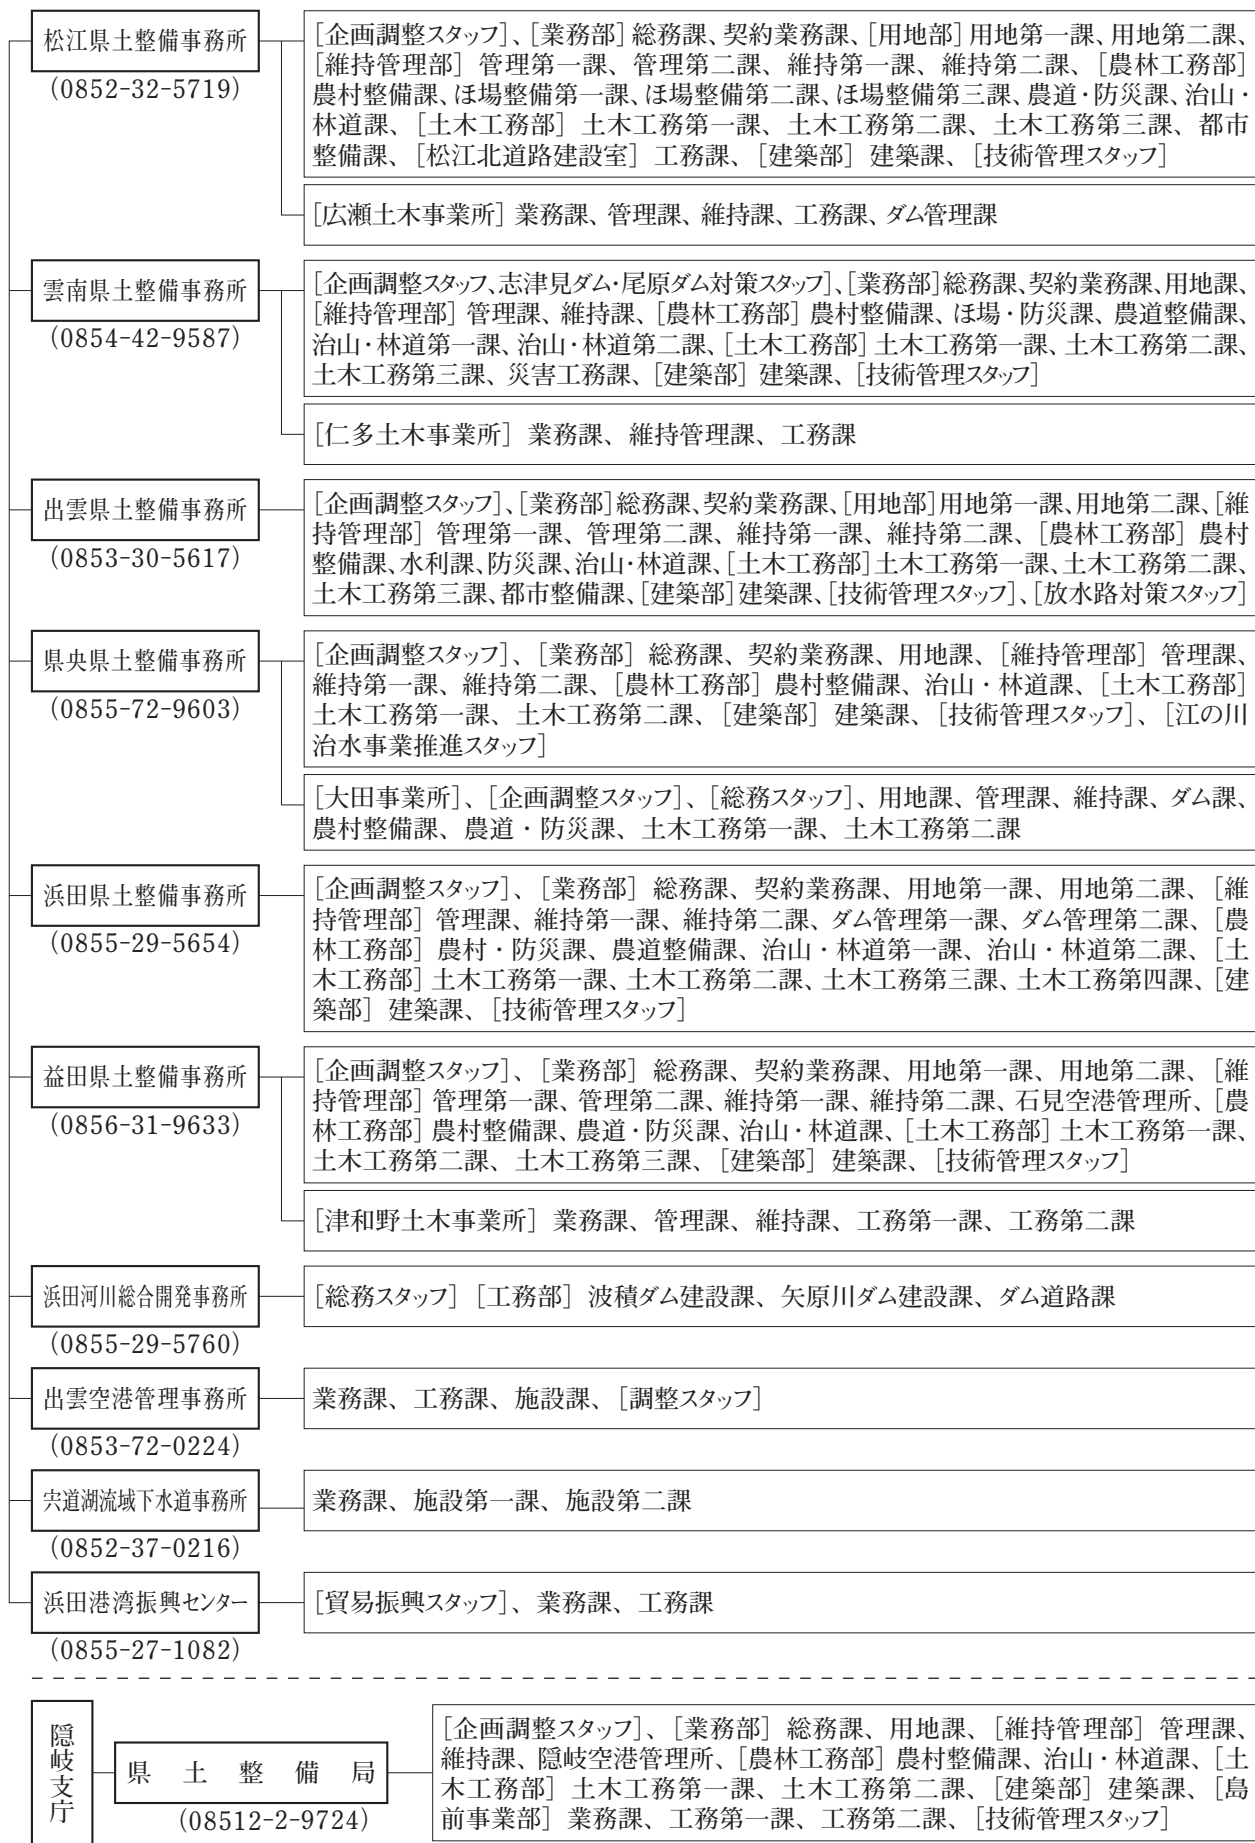 松江県土整備事務所
(0852-32-5719)
[企画調整スタッフ]、[業務部] 総務課、契約業務課、[用地部] 用地第一課、用地第二課、
[維持管理部] 管理第一課、管理第二課、維持第一課、維持第二課、[農林工務部]
農村整備課、ほ場整備第一課、ほ場整備第二課、ほ場整備第三課、農道・防災課、治山・
林道課、[土木工務部] 土木工務第一課、土木工務第二課、土木工務第三課、都市
整備課、[松江北道路建設室] 工務課、[建築部] 建築課、[技術管理スタッフ]
[広瀬土木事業所] 業務課、管理課、維持課、工務課、ダム管理課
雲南県土整備事務所
(0854-42-9587)
[企画調整スタッフ、志津見ダム・尾原ダム対策スタッフ]、[業務部]総務課、契約業務課、用地課、
[維持管理部] 管理課、維持課、[農林工務部] 農村整備課、ほ場・防災課、農道整備課、
治山・林道第一課、治山・林道第二課、[土木工務部] 土木工務第一課、土木工務第二課、
土木工務第三課、災害工務課、[建築部] 建築課、[技術管理スタッフ]
[仁多土木事業所] 業務課、維持管理課、工務課
出雲県土整備事務所
(0853-30-5617)
[企画調整スタッフ]、[業務部]総務課、契約業務課、[用地部]用地第一課、用地第二課、[維
持管理部] 管理第一課、管理第二課、維持第一課、維持第二課、[農林工務部] 農村
整備課、水利課、防災課、治山・林道課、[土木工務部]土木工務第一課、土木工務第二課、
土木工務第三課、都市整備課、[建築部]建築課、[技術管理スタッフ]、[放水路対策スタッフ]
県央県土整備事務所
(0855-72-9603)
[企画調整スタッフ]、[業務部] 総務課、契約業務課、用地課、[維持管理部] 管理課、
維持第一課、維持第二課、[農林工務部] 農村整備課、治山・林道課、[土木工務部]
土木工務第一課、土木工務第二課、[建築部] 建築課、[技術管理スタッフ]、[江の川
治水事業推進スタッフ]
[大田事業所]、[企画調整スタッフ]、[総務スタッフ]、用地課、管理課、維持課、ダム課、
農村整備課、農道・防災課、土木工務第一課、土木工務第二課
浜田県土整備事務所
(0855-29-5654)
[企画調整スタッフ]、[業務部] 総務課、契約業務課、用地第一課、用地第二課、[維
持管理部] 管理課、維持第一課、維持第二課、ダム管理第一課、ダム管理第二課、[農
林工務部] 農村・防災課、農道整備課、治山・林道第一課、治山・林道第二課、[土
木工務部] 土木工務第一課、土木工務第二課、土木工務第三課、土木工務第四課、[建
築部] 建築課、[技術管理スタッフ]
益田県土整備事務所
(0856-31-9633)
[企画調整スタッフ]、[業務部] 総務課、契約業務課、用地第一課、用地第二課、[維
持管理部] 管理第一課、管理第二課、維持第一課、維持第二課、石見空港管理所、[農
林工務部] 農村整備課、農道・防災課、治山・林道課、[土木工務部] 土木工務第一課、
土木工務第二課、土木工務第三課、[建築部] 建築課、[技術管理スタッフ]
[津和野土木事業所] 業務課、管理課、維持課、工務第一課、工務第二課
浜田河川総合開発事務所
(0855-29-5760)
[総務スタッフ] [工務部] 波積ダム建設課、矢原川ダム建設課、ダム道路課
出雲空港管理事務所
(0853-72-0224)
業務課、工務課、施設課、[調整スタッフ]
宍道湖流域下水道事務所
(0852-37-0216)
業務課、施設第一課、施設第二課
浜田港湾振興センター
(0855-27-1082)
[貿易振興スタッフ]、業務課、工務課
隠岐支庁
県土整備局
(08512-2-9724)
[企画調整スタッフ]、[業務部] 総務課、用地課、[維持管理部] 管理課、
維持課、隠岐空港管理所、[農林工務部] 農村整備課、治山・林道課、[土
木工務部] 土木工務第一課、土木工務第二課、[建築部] 建築課、[島
前事業部] 業務課、工務第一課、工務第二課、[技術管理スタッフ]